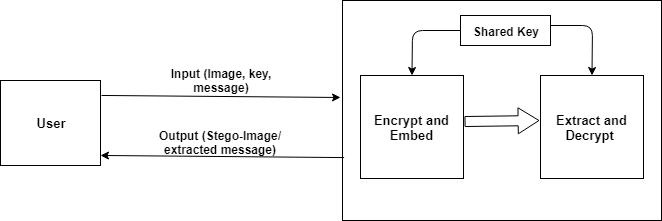 Shared Key
Input (Image, key,
message)
User
Encrypt and
Embed
Extract and
Decrypt
Output (Stego-Image/
extracted message)